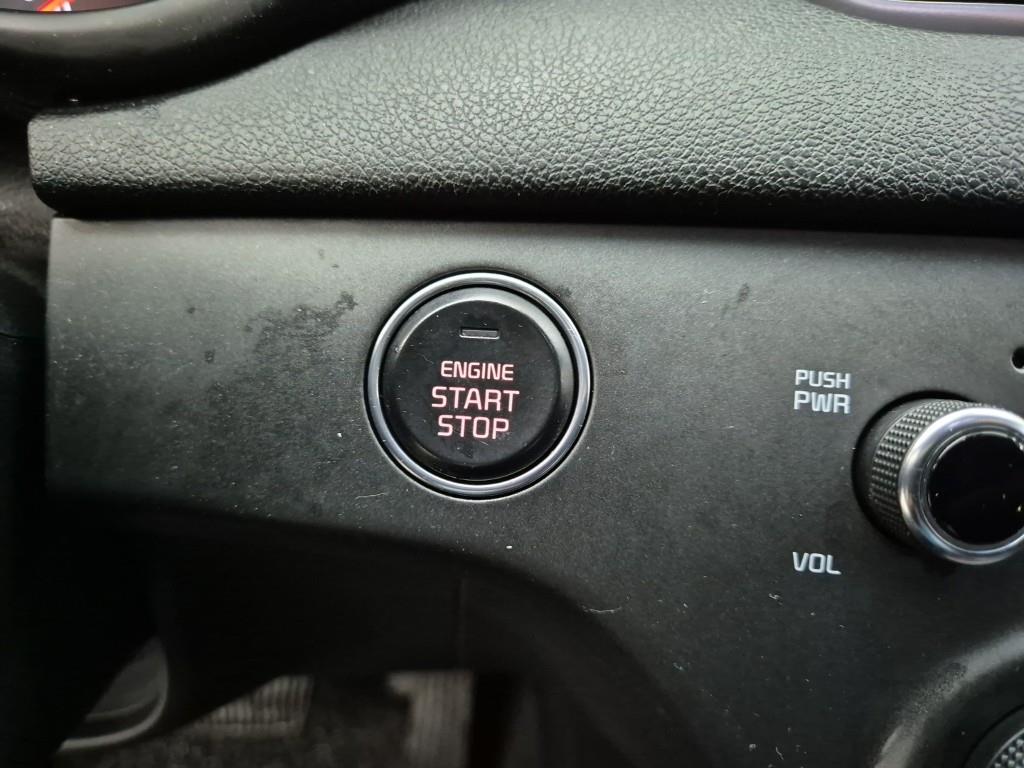 ENGINE
START
STOP
PUSH
PWR
VOL